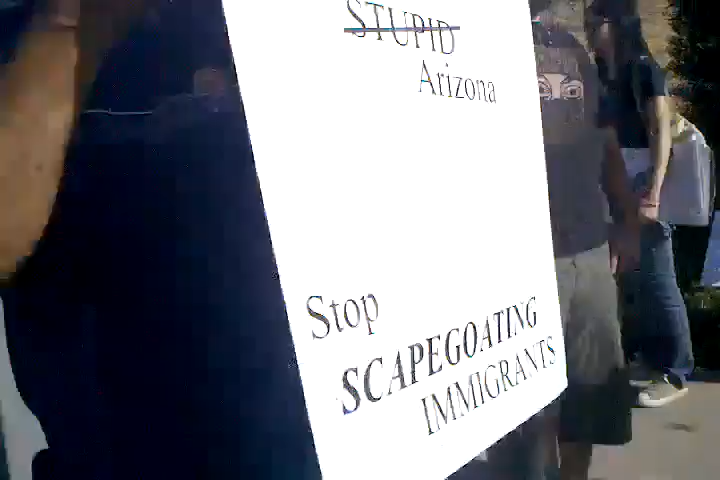 STUPID
Arizona
Stop
SCAPEGOATING
IMMIGRANTS